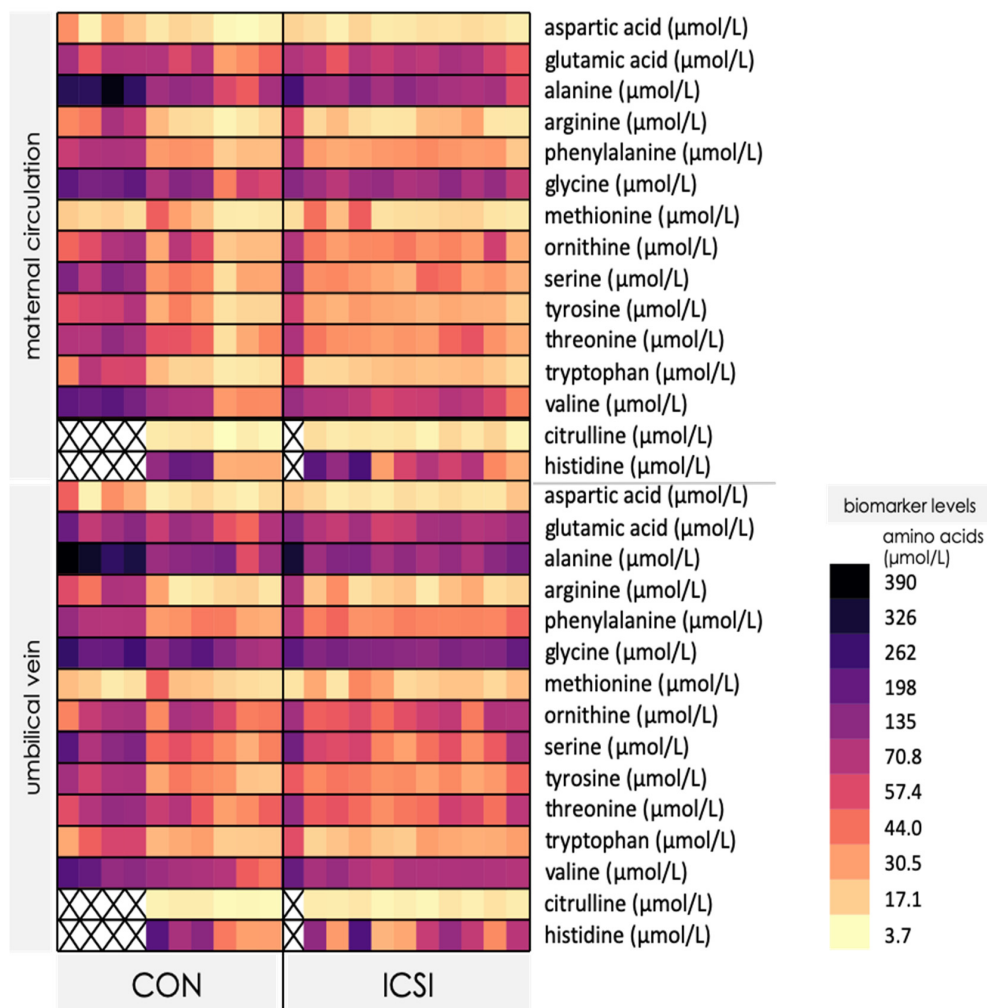 maternal circulation
aspartic acid (µmol/L)
glutamic acid (µmol/L)
alanine (µmol/L)
arginine (µmol/L)
phenylalanine (µmol/L)
glycine (µmol/L)
methionine (µmol/L)
ornithine (µmol/L)
serine (µmol/L)
tyrosine (µmol/L)
threonine (µmol/L)
tryptophan (µmol/L)
valine (µmol/L)
citrulline (µmol/L)
histidine (µmol/L)
umbilical vein
aspartic acid (µmol/L)
glutamic acid (µmol/L)
alanine (µmol/L)
arginine (µmol/L)
phenylalanine (µmol/L)
glycine (µmol/L)
methionine (µmol/L)
ornithine (µmol/L)
serine (µmol/L)
tyrosine (µmol/L)
threonine (µmol/L)
tryptophan (µmol/L)
valine (µmol/L)
citrulline (µmol/L)
histidine (µmol/L)
CON
ICSI
biomarker levels
amino acids
(µmol/L)
390
326
262
198
135
70.8
57.4
44.0
30.5
17.1
3.7